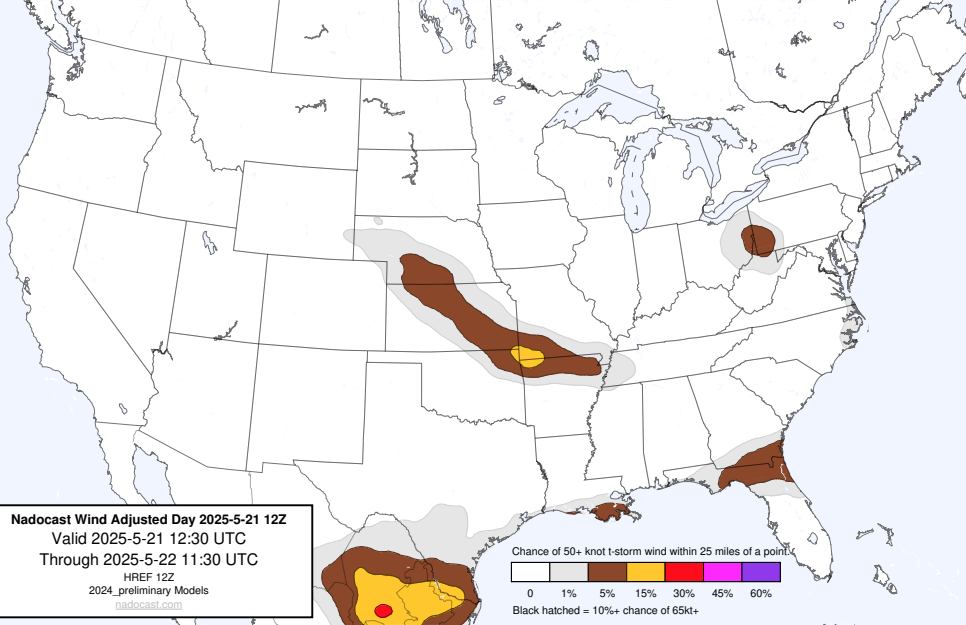 Nadocast Wind Adjusted Day 2025-5-21 12Z
Valid 2025-5-21 12:30 UTC
Through 2025-5-22 11:30 UTC
HREF 12Z
2024_preliminary Models
nadocast.com
Chance of 50+ knot t-storm wind within 25 miles of a point.
0 1% 5% 15% 30% 45% 60%
Black hatched = 10%+ chance of 65kt+